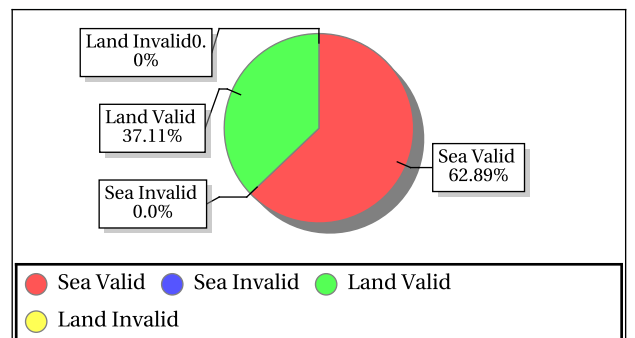 Land Invalid0.
0%
Land Valid
37.11%
Sea Valid
62.89%
Sea Invalid
0.0%
Sea Valid Sea Invalid Land Valid
Land Invalid